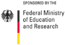 SPONSORED BY THE
Federal Ministry
of Education
and Research